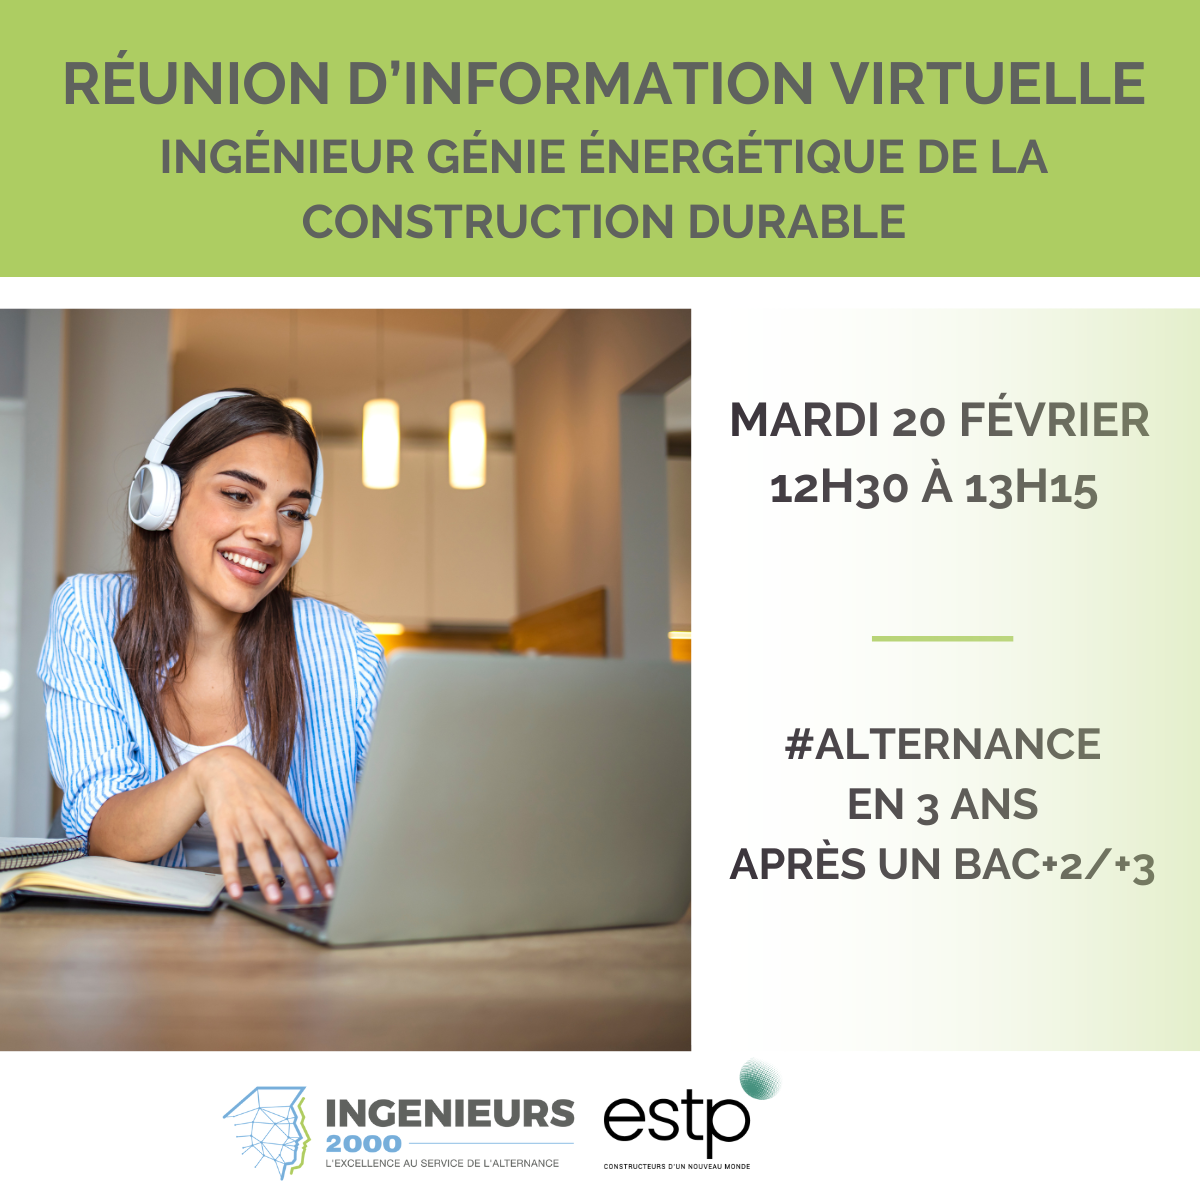 RÉUNION D'INFORMATION VIRTUELLE
INGÉNIEUR GÉNIE ÉNERGÉTIQUE DE LA
CONSTRUCTION DURABLE
MARDI 20 FÉVRIER
12H30 À 13H15
#ALTERNANCE
EN 3 ANS
APRÈS UN BAC+2/+3
INGENIEURS
2000
L'EXCELLENCE AU SERVICE DE L'ALTERNANCE
estp
CONSTRUCTEURS D'UN NOUVEAU MONDE